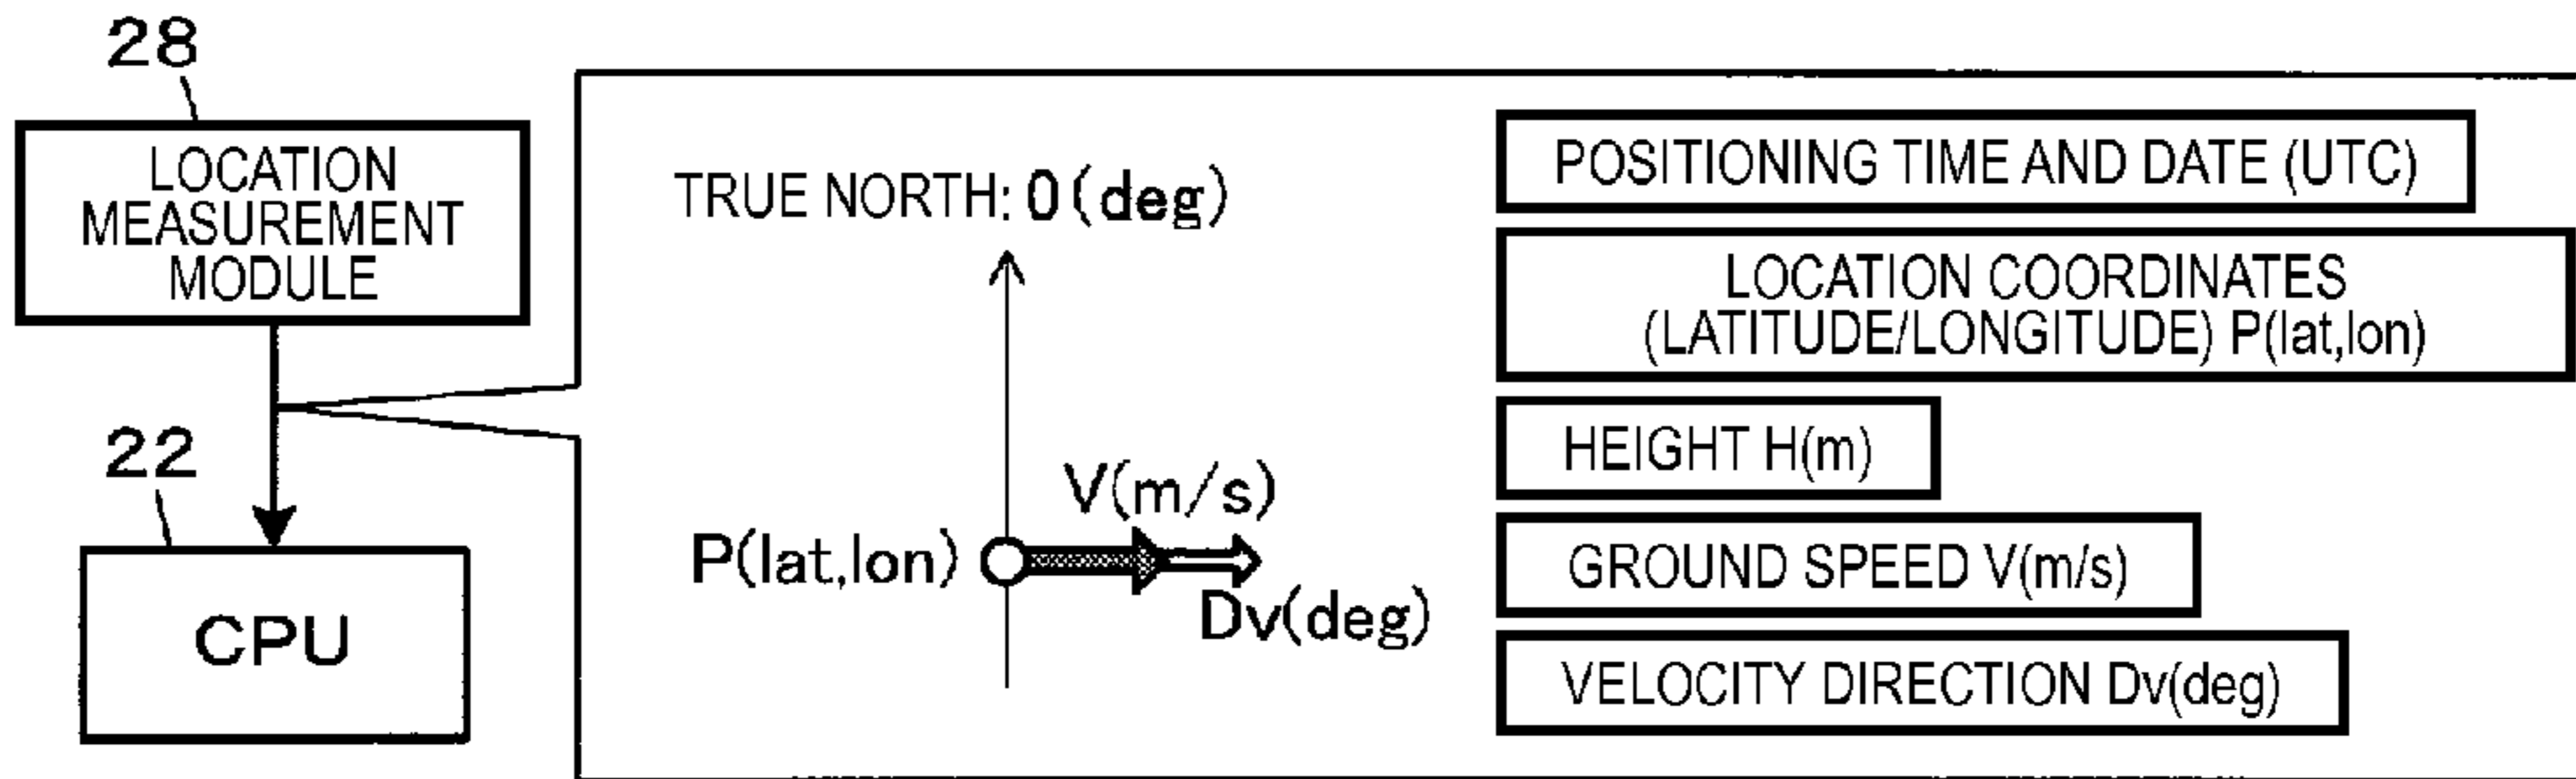 28
LOCATION
MEASUREMENT
MODULE
22
CPU
TRUE NORTH: 0(deg)
V(m/s)
P(lat,lon)
Dv(deg)
POSITIONING TIME AND DATE (UTC)
LOCATION COORDINATES
(LATITUDE/LONGITUDE) P(lat,lon)
HEIGHT H(m)
GROUND SPEED V(m/s)
VELOCITY DIRECTION Dv(deg)